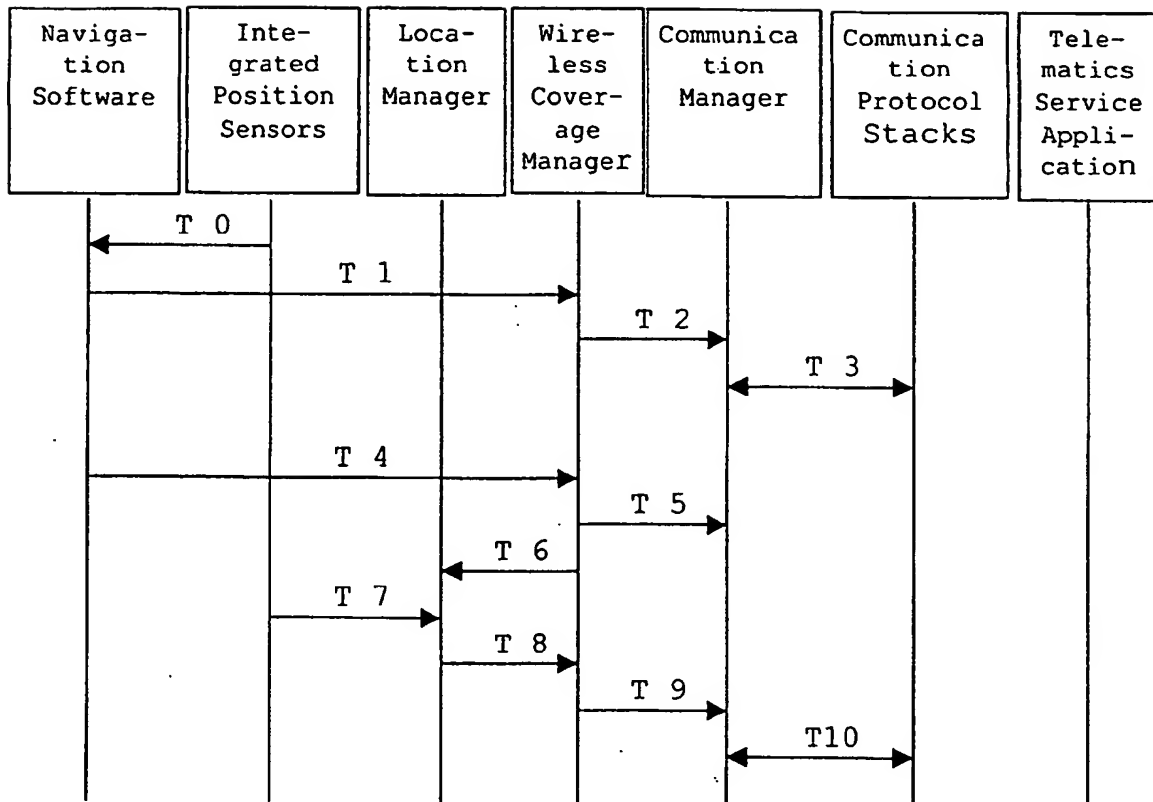 Naviga-
tion
Software
Inte-
grated
Position
Sensors
Loca-
tion
Manager
Wire-
less
Cover-
age
Manager
Communica
tion
Manager
Communica
tion
Protocol
Stacks
Tele-
matics
Service
Appli-
cation
T 0
T 1
T 2
T 3
T 4
T 5
T 6
T 7
T 8
T 9
T10